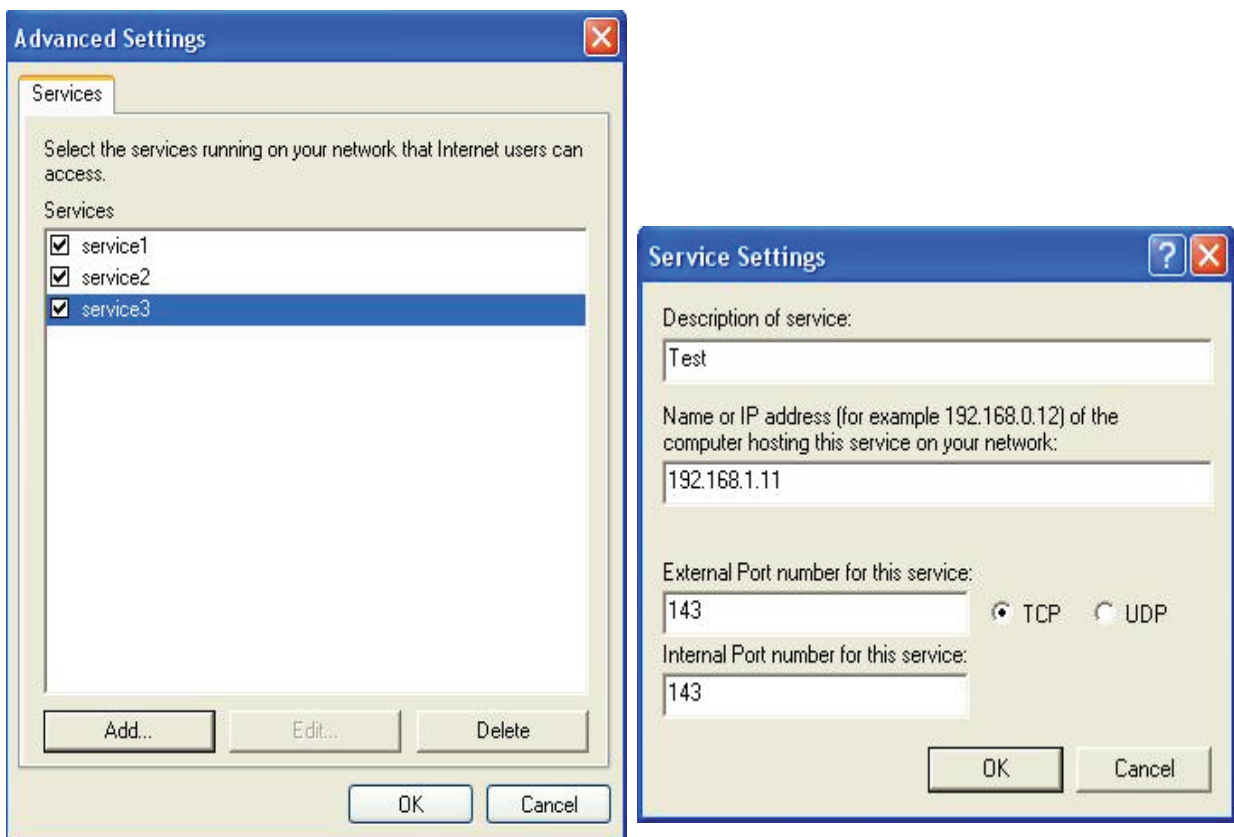 Advanced Settings
Services
Select the services running on your network that Internet users can
access.
Services
service1
service2
service3
Add...
Edit...
Delete
OK
Cancel
Service Settings
Description of service:
Test
Name or IP address (for example 192.168.0.12) of the
computer hosting this service on your network:
192.168.1.11
External Port number for this service:
143
TCP
UDP
Internal Port number for this service:
143
OK
Cancel